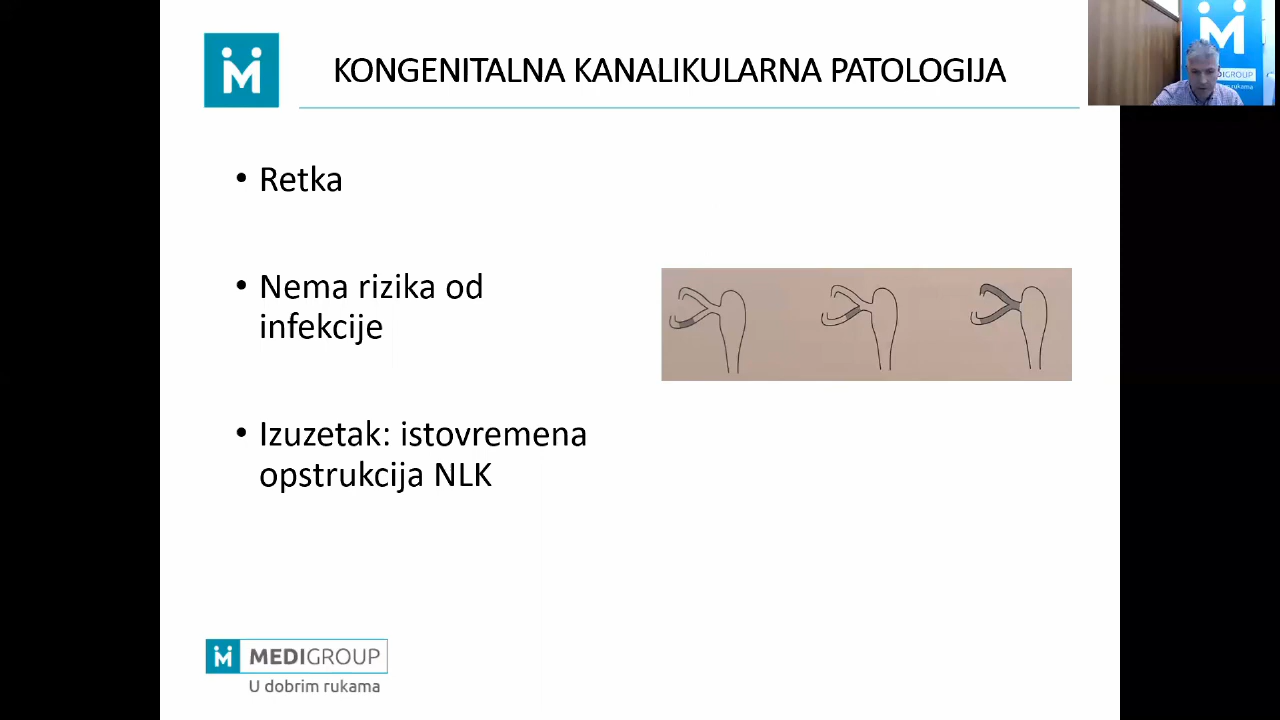 KONGENITALNA KANALIKULARNA PATOLOGIJA
• Retka
• Nema rizika od
infekcije
• Izuzetak: istovremena
opstrukcija NLK
MEDIGROUP
U dobrim rukama